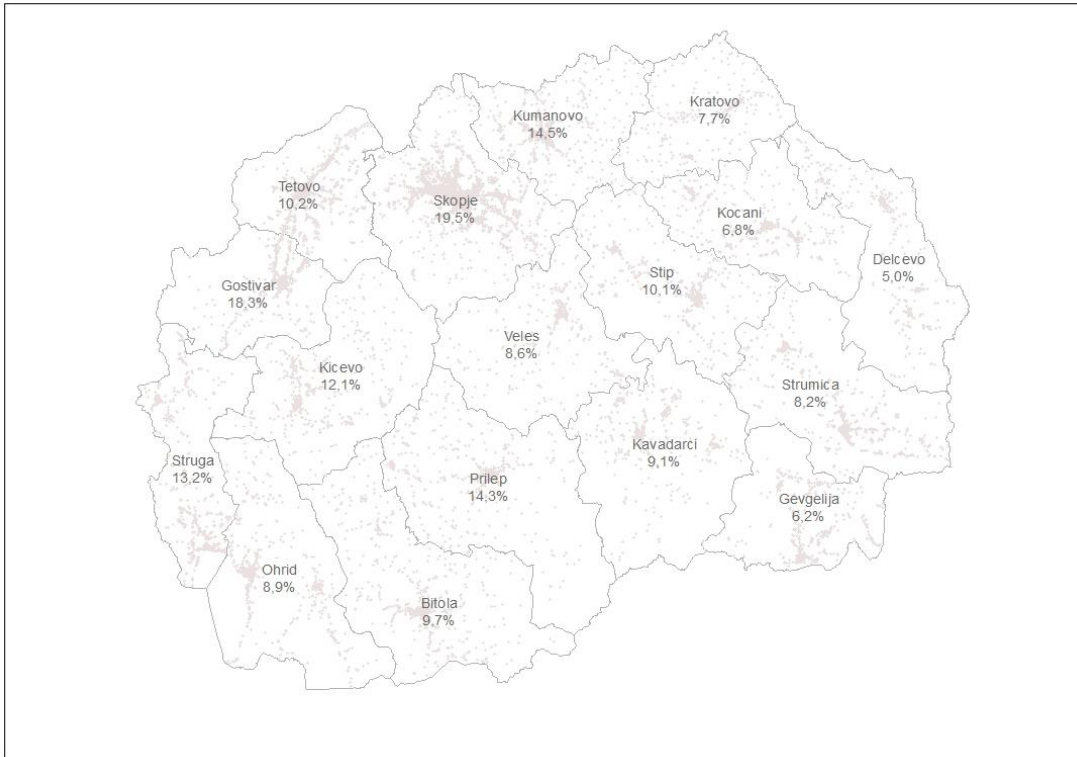 Kratovo
7,7%
Kumanovo
14,5%
Tetovo
10,2%
Skopje
19,5%
Kocani
6,8%
Delcevo
5,0%
Stip
10,1%
Gostivar
18,3%
Veles
8,6%
Kicevo
12,1%
Strumica
8,2%
Kavadarci
9,1%
Struga
13,2%
Prilep
14,3%
Gevgelija
6,2%
Ohrid
8,9%
Bitola
9,7%